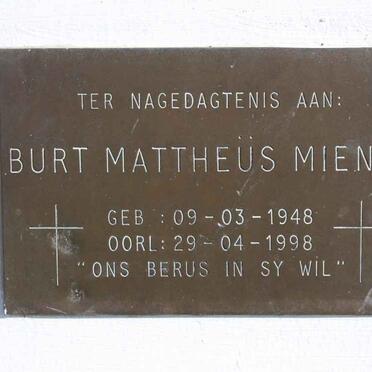 TER NAGEDAGTENIS AAN:
BURT MATTHEÜS MIEN
GEB : 09-03-1948
OORL: 29-04-1998
"ONS BERUS IN SY WIL"